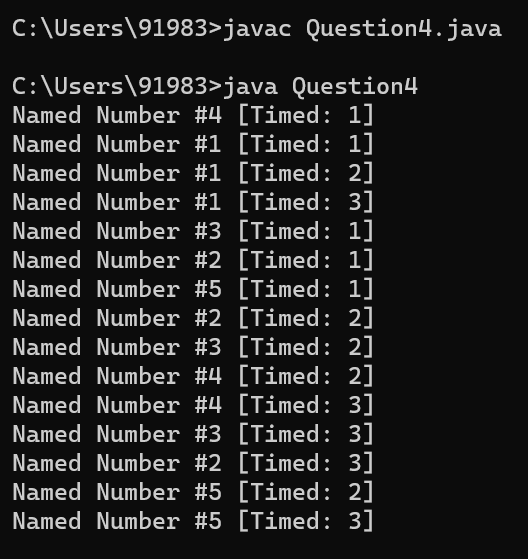 C:\Users\91983>javac Question4.java
C:\Users\91983>java Question4
Named Number #4 [Timed: 1]
Named Number #1 [Timed: 1]
Named Number #1 [Timed: 2]
Named Number #1 [Timed: 3]
Named Number #3 [Timed: 1]
Named Number #2 [Timed: 1]
Named Number #5 [Timed: 1]
Named Number #2 [Timed: 2]
Named Number #3 [Timed: 2]
Named Number #4 [Timed: 2]
Named Number #4 [Timed: 3]
Named Number #3 [Timed: 3]
Named Number #2 [Timed: 3]
Named Number #5 [Timed: 2]
Named Number #5 [Timed: 3]